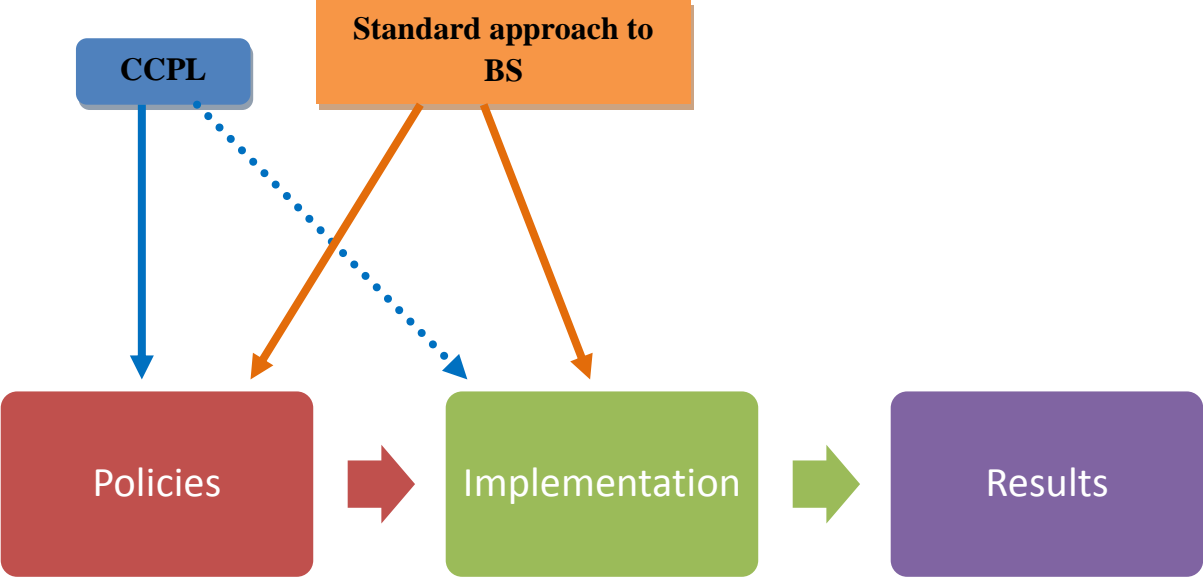 Standard approach to
BS
CCPL
Policies
Implementation
Results